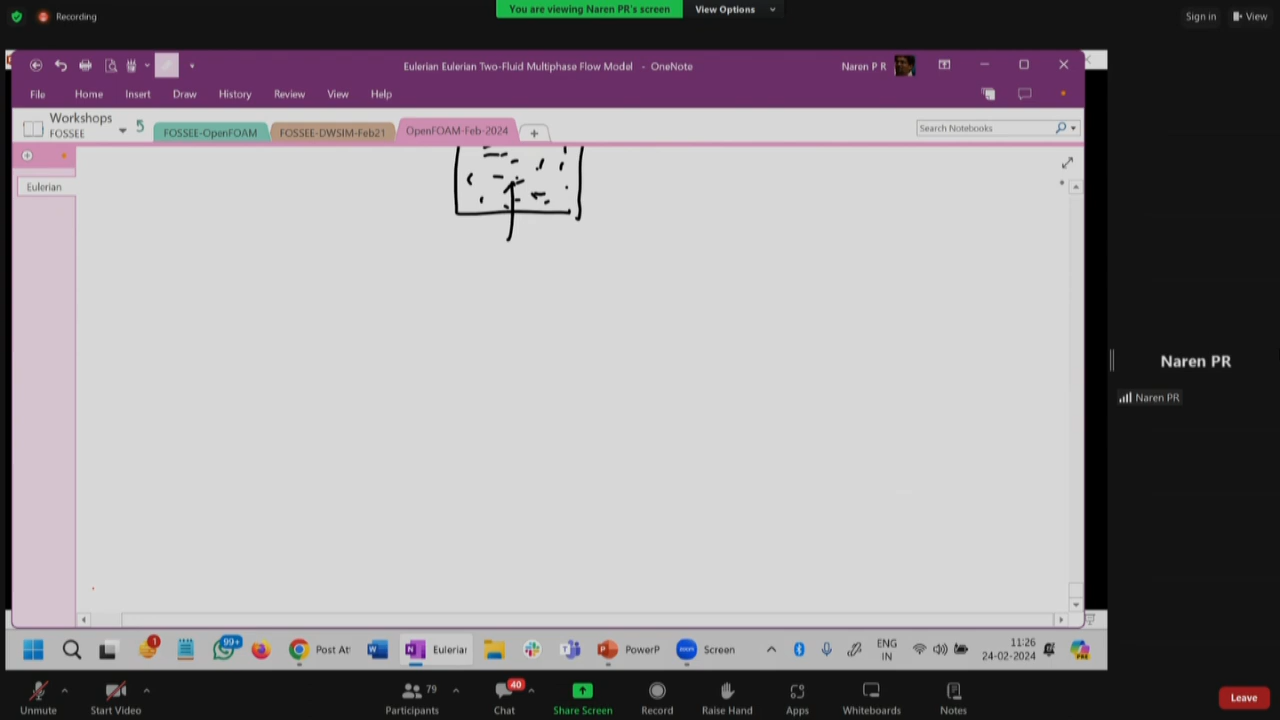 You are viewing Naren PR's screen
View Options
Recording
Sign in
View
Eulerian Eulerian Two-Fluid Multiphase Flow Model - OneNote
Naren P R
File
Home
Insert
Draw
History
Review
View
Help
Workshops
FOSSEE
FOSSEE-OpenFOAM
FOSSEE-DWSIM-Feb21
OpenFOAM-Feb-2024
Search Notebooks
Eulerian
Naren PR
Naren PR
1
99+
Post At
Eulerian
PowerP
Screen
ENG
IN
11:26
24-02-2024
PRE
Unmute
Start Video
79
Participants
40
Chat
Share Screen
Record
Raise Hand
Apps
Whiteboards
Notes
Leave